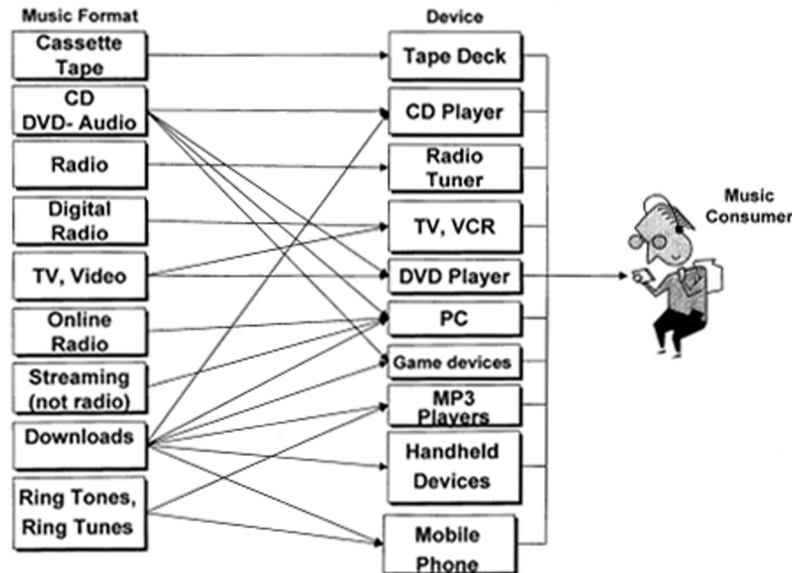 Music Format
Cassette
Tape
CD
DVD- Audio
Radio
Digital
Radio
TV, Video
Online
Radio
Streaming
(not radio)
Downloads
Ring Tones,
Ring Tunes
Device
Tape Deck
CD Player
Radio
Tuner
TV, VCR
DVD Player
PC
Game devices
MP3
Players
Handheld
Devices
Mobile
Phone
Music
Consumer